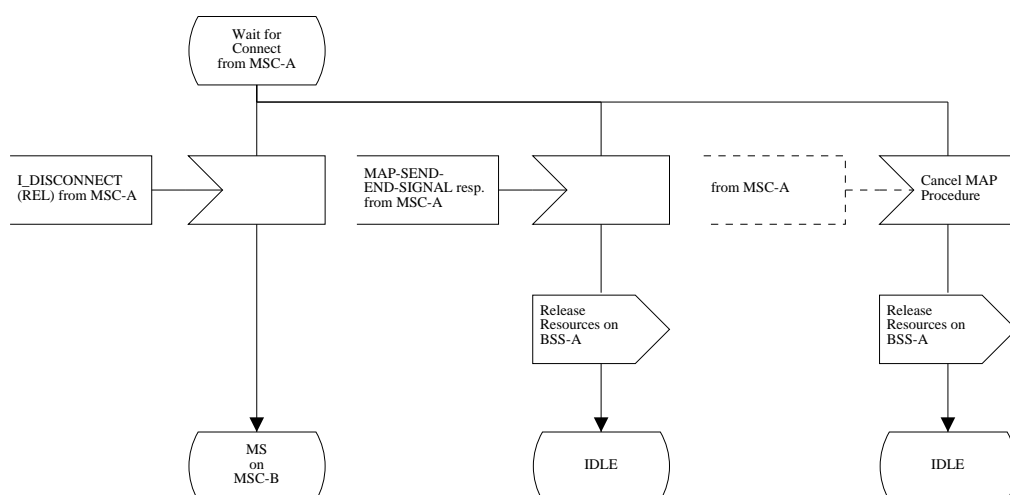 Wait for
Connect
from MSC-A
I_DISCONNECT
(REL) from MSC-A
MAP-SEND-
END-SIGNAL resp.
from MSC-A
from MSC-A
Cancel MAP
Procedure
Release
Resources on
BSS-A
Release
Resources on
BSS-A
MS
on
MSC-B
IDLE
IDLE